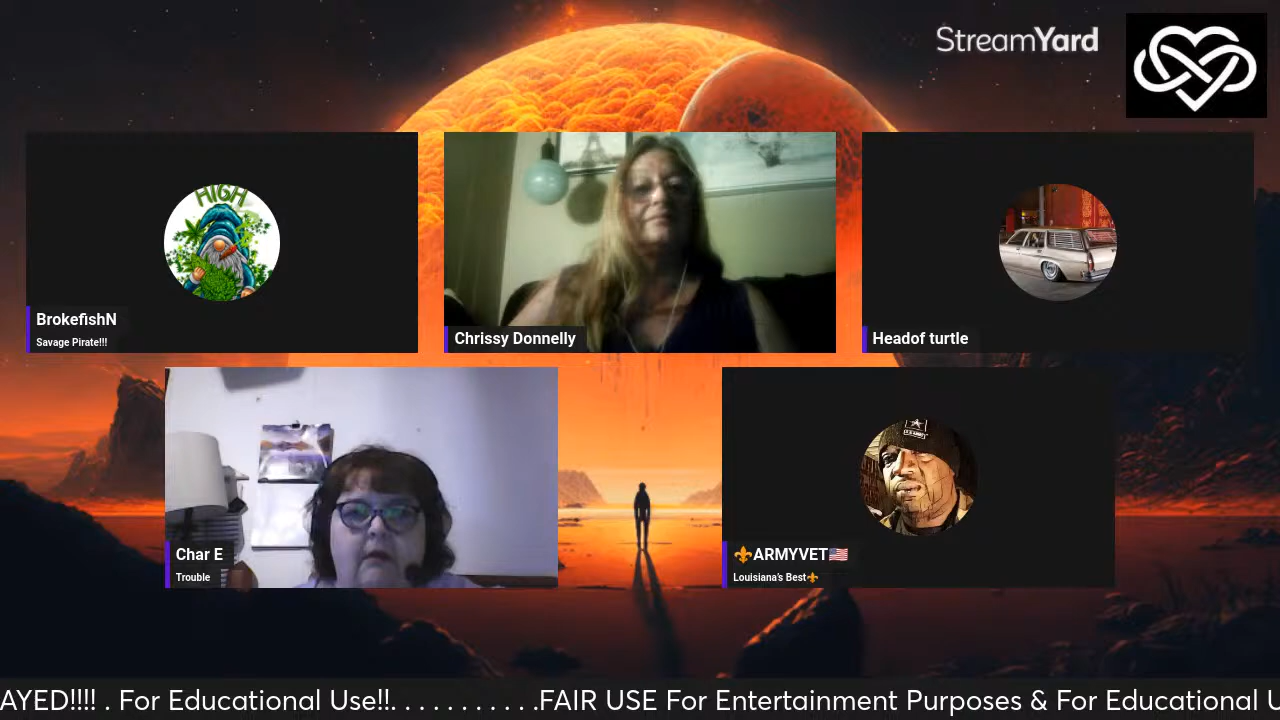 StreamYard
HIGH
BrokefishN
Savage Pirate!!!
Chrissy Donnelly
Headof turtle
Char E
Trouble
⚜️ARMYVET🇺🇸
Louisiana's Best⚜️
AYED!!!! . For Educational Use!!. . . . . . . . . . .FAIR USE For Entertainment Purposes & For Educational U